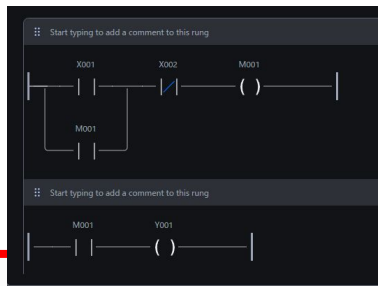 Start typing to add a comment to this rung
X001 X002 M001
M001
Start typing to add a comment to this rung
M001 Y001